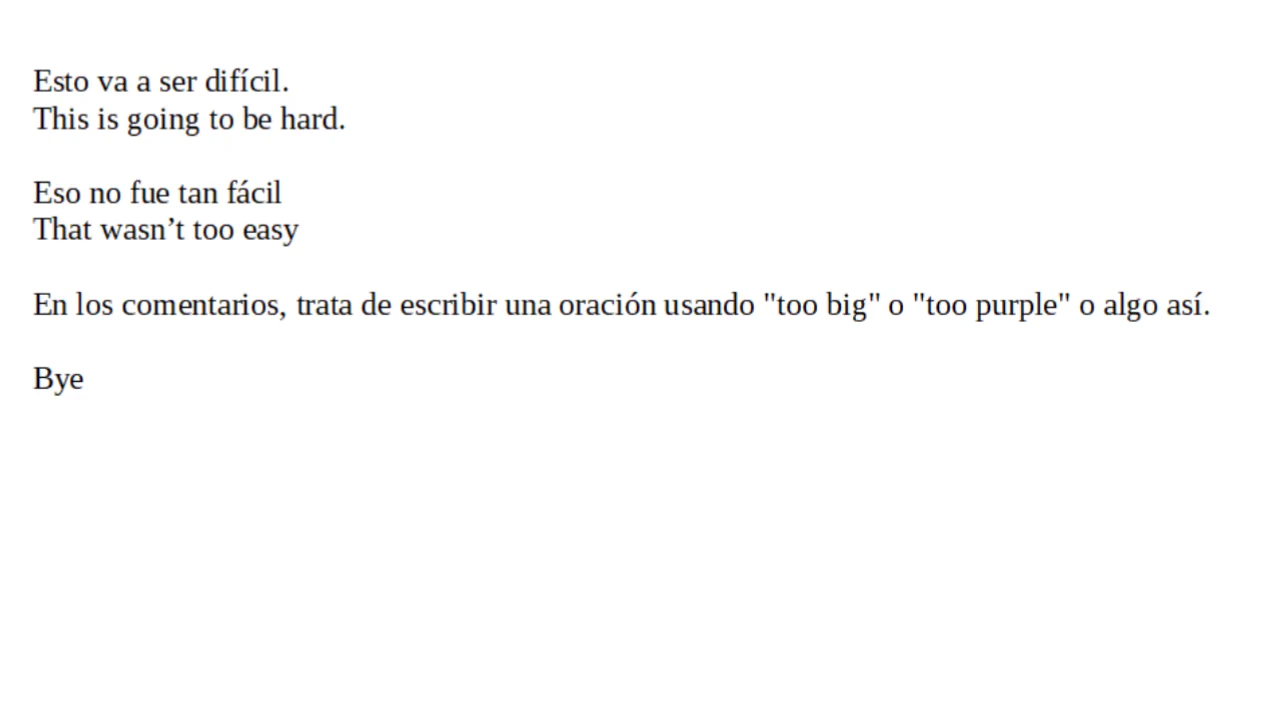 Esto va a ser difícil.
This is going to be hard.
Eso no fue tan fácil
That wasn’t too easy
En los comentarios, trata de escribir una oración usando "too big" o "too purple" o algo así.
Bye